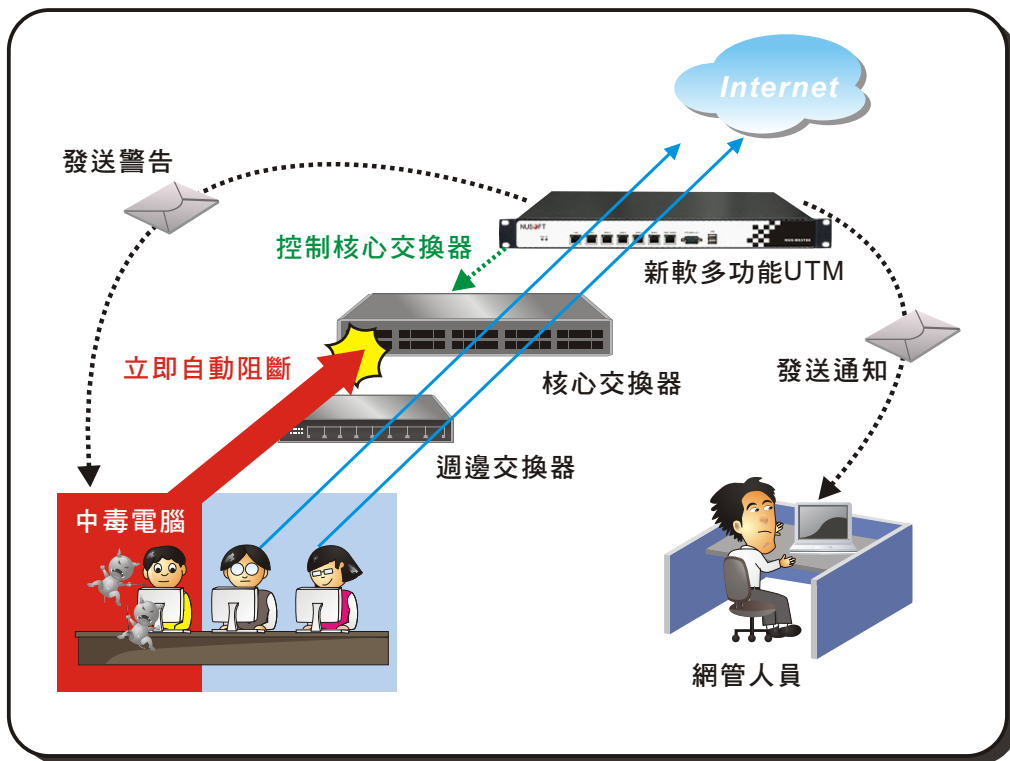 Internet
發送警告
NUSOFT
控制核心交換器
新軟多功能UTM
立即自動阻斷
核心交換器
發送通知
週邊交換器
中毒電腦
網管人員